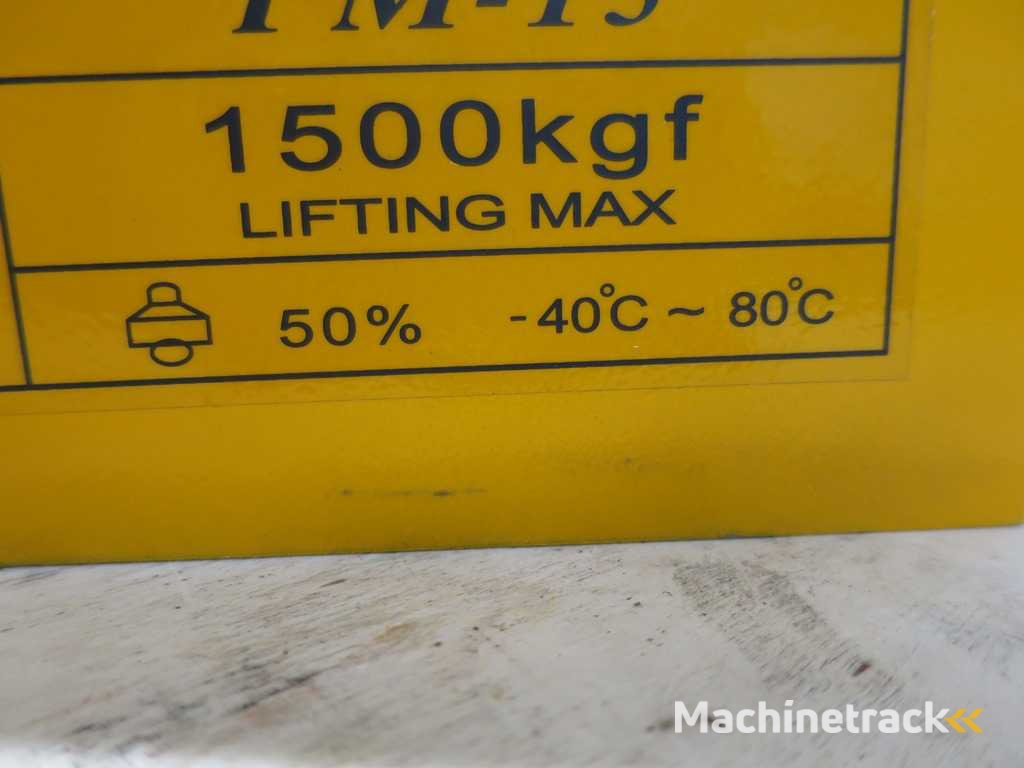 1500kgf
LIFTING MAX
50% -40°C ~ 80°C
Machinetrack